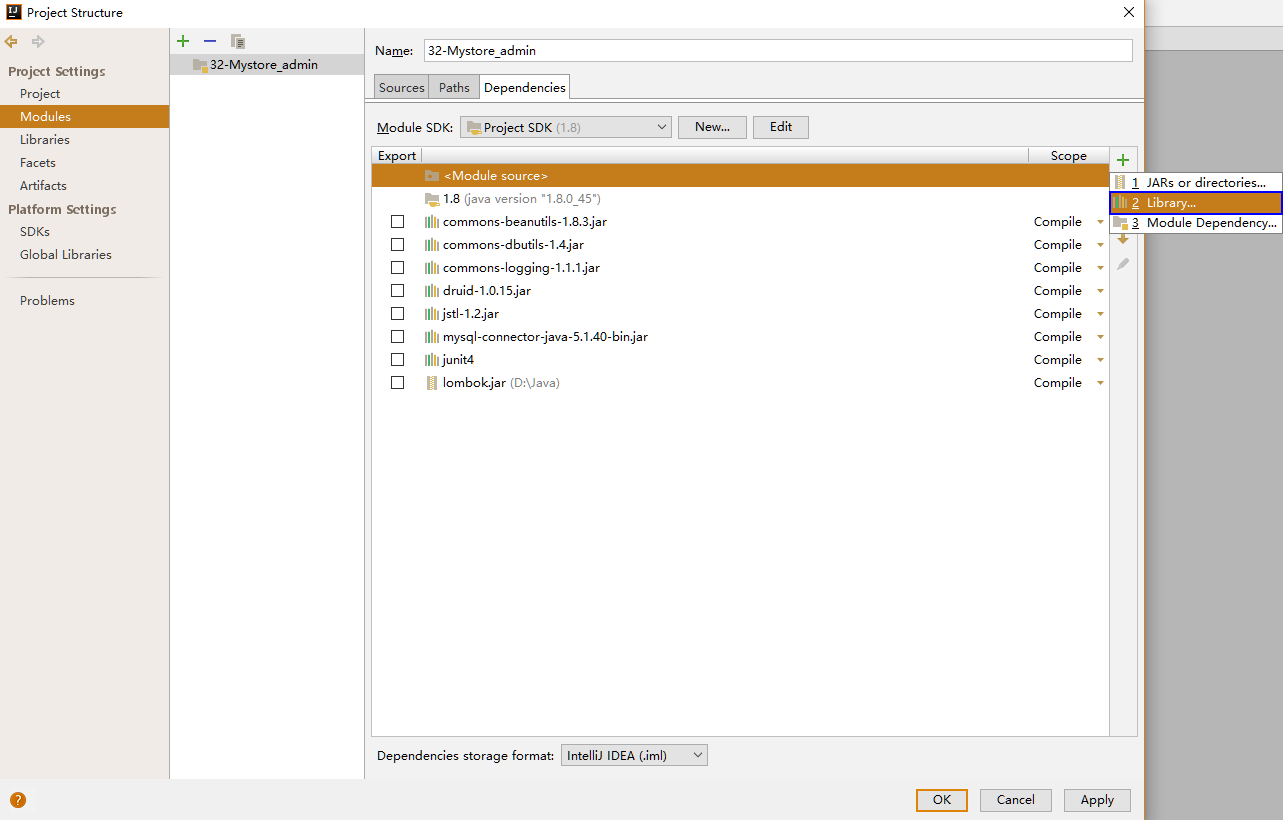 Project Structure
Project Settings
Project
Modules
Libraries
Facets
Artifacts
Platform Settings
SDKs
Global Libraries
Problems
32-Mystore_admin
Name: 32-Mystore_admin
Sources Paths Dependencies
Module SDK: Project SDK (1.8) New... Edit
Export Scope
<Module source>
1.8 (java version "1.8.0_45")
commons-beanutils-1.8.3.jar Compile
commons-dbutils-1.4.jar Compile
commons-logging-1.1.1.jar Compile
druid-1.0.15.jar Compile
jstl-1.2.jar Compile
mysql-connector-java-5.1.40-bin.jar Compile
junit4 Compile
lombok.jar (D:\Java) Compile
1 JARs or directories...
2 Library...
3 Module Dependency...
Dependencies storage format: IntelliJ IDEA (.iml)
? OK Cancel Apply